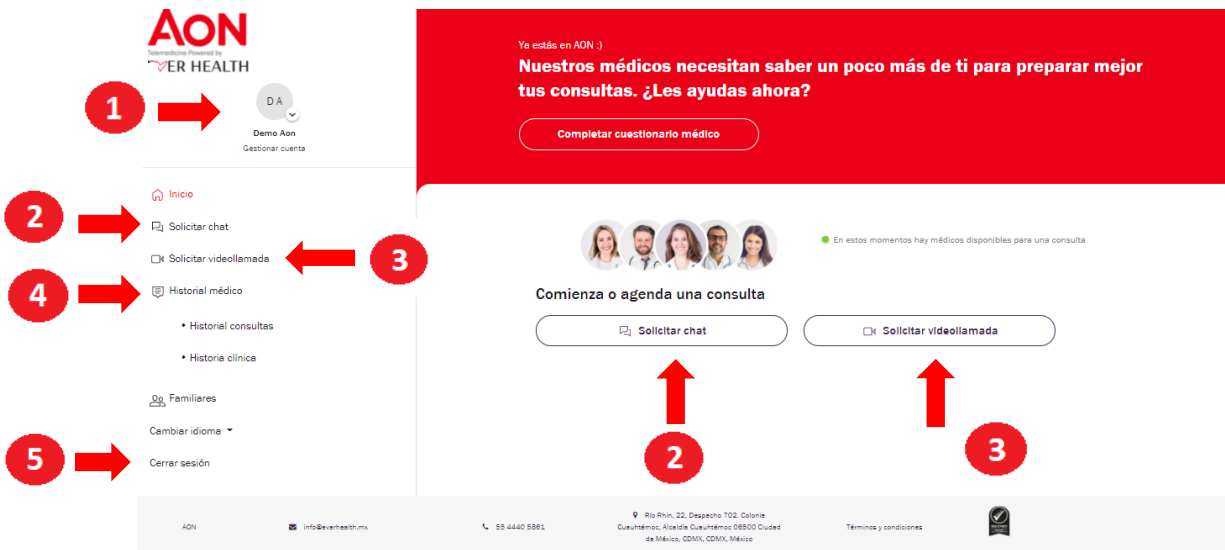 AON
Telemedicine Powered by
EVER HEALTH
1
D A
Demo Aon
Gestionar cuenta
Ya estás en AON :)
Nuestros médicos necesitan saber un poco más de ti para preparar mejor
tus consultas. ¿Les ayudas ahora?
Completar cuestionario médico
Inicio
2
Solicitar chat
Solicitar videollamada
3
4
Historial médico
• Historial consultas
• Historia clínica
Familiares
Cambiar idioma
5
Cerrar sesión
En estos momentos hay médicos disponibles para una consulta
Comienza o agenda una consulta
Solicitar chat
Solicitar videollamada
2
3
AON
info@everhealth.mx
55 4440 5861
Río Rhin, 22, Despacho 702. Colonia
Cuauhtémoc, Alcaldía Cuauhtémoc 06500 Ciudad
de México, CDMX, CDMX, México
Términos y condiciones